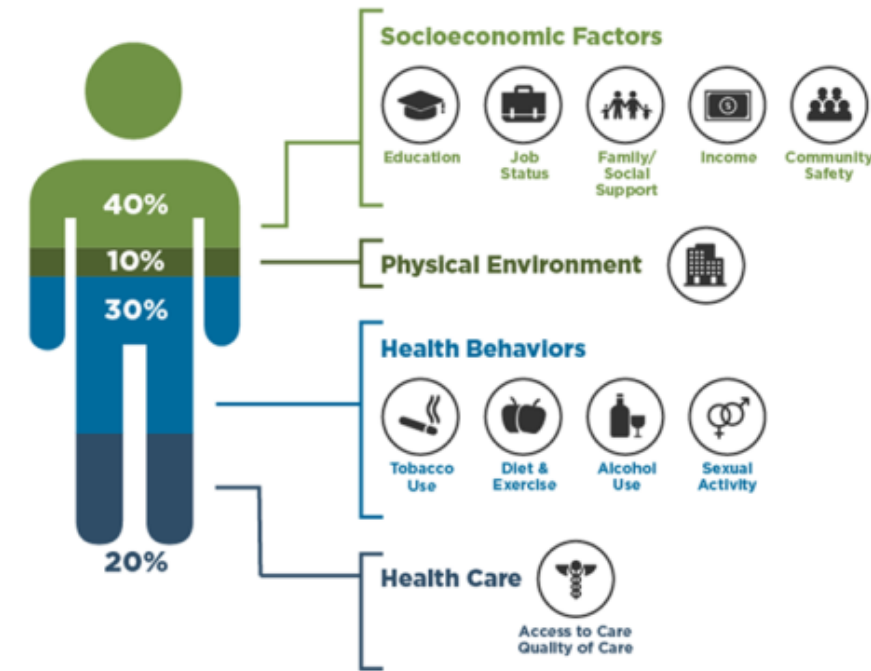 Socioeconomic Factors
Education
Job
Status
Family/
Social
Support
Income
Community
Safety
40%
10%
Physical Environment
30%
Health Behaviors
Tobacco
Use
Diet &
Exercise
Alcohol
Use
Sexual
Activity
20%
Health Care
Access to Care
Quality of Care